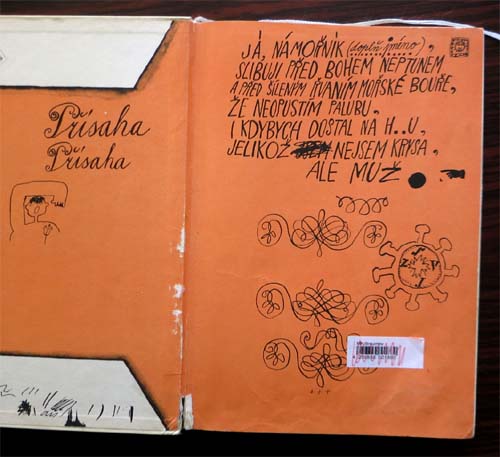 Přísaha
Přísaha
JÁ, NÁMOŘNÍK (doplň jméno),
SLIBUJI PŘED BOHEM NEPTUNEM
A PŘED ŠÍLENÝM ŘVANÍM MOŘSKÉ BOUŘE,
ŽE NEOPUSTÍM PALUBU,
I KDYBYCH DOSTAL NA H..U,
JELIKOŽ NEJSEM KRYSA,
ALE MUŽ
S
Z V
J